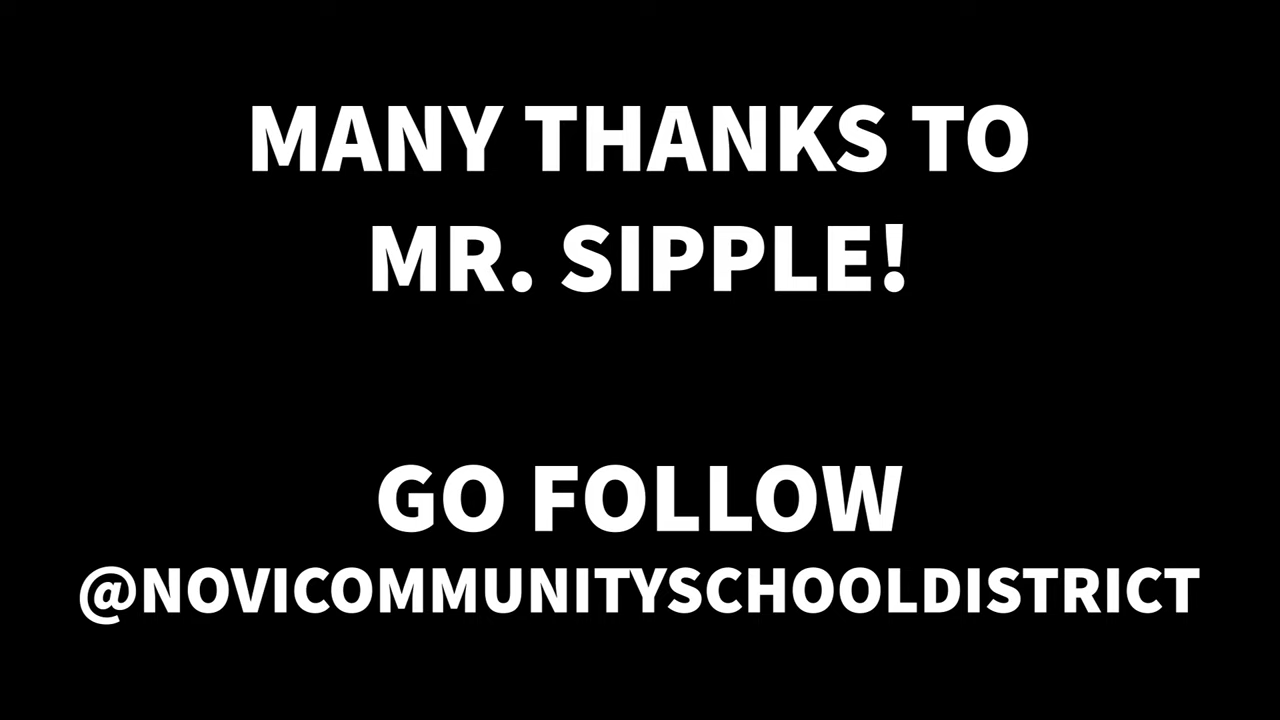 MANY THANKS TO
MR. SIPPLE!
GO FOLLOW
@NOVICOMMUNITYSCHOOLDISTRICT